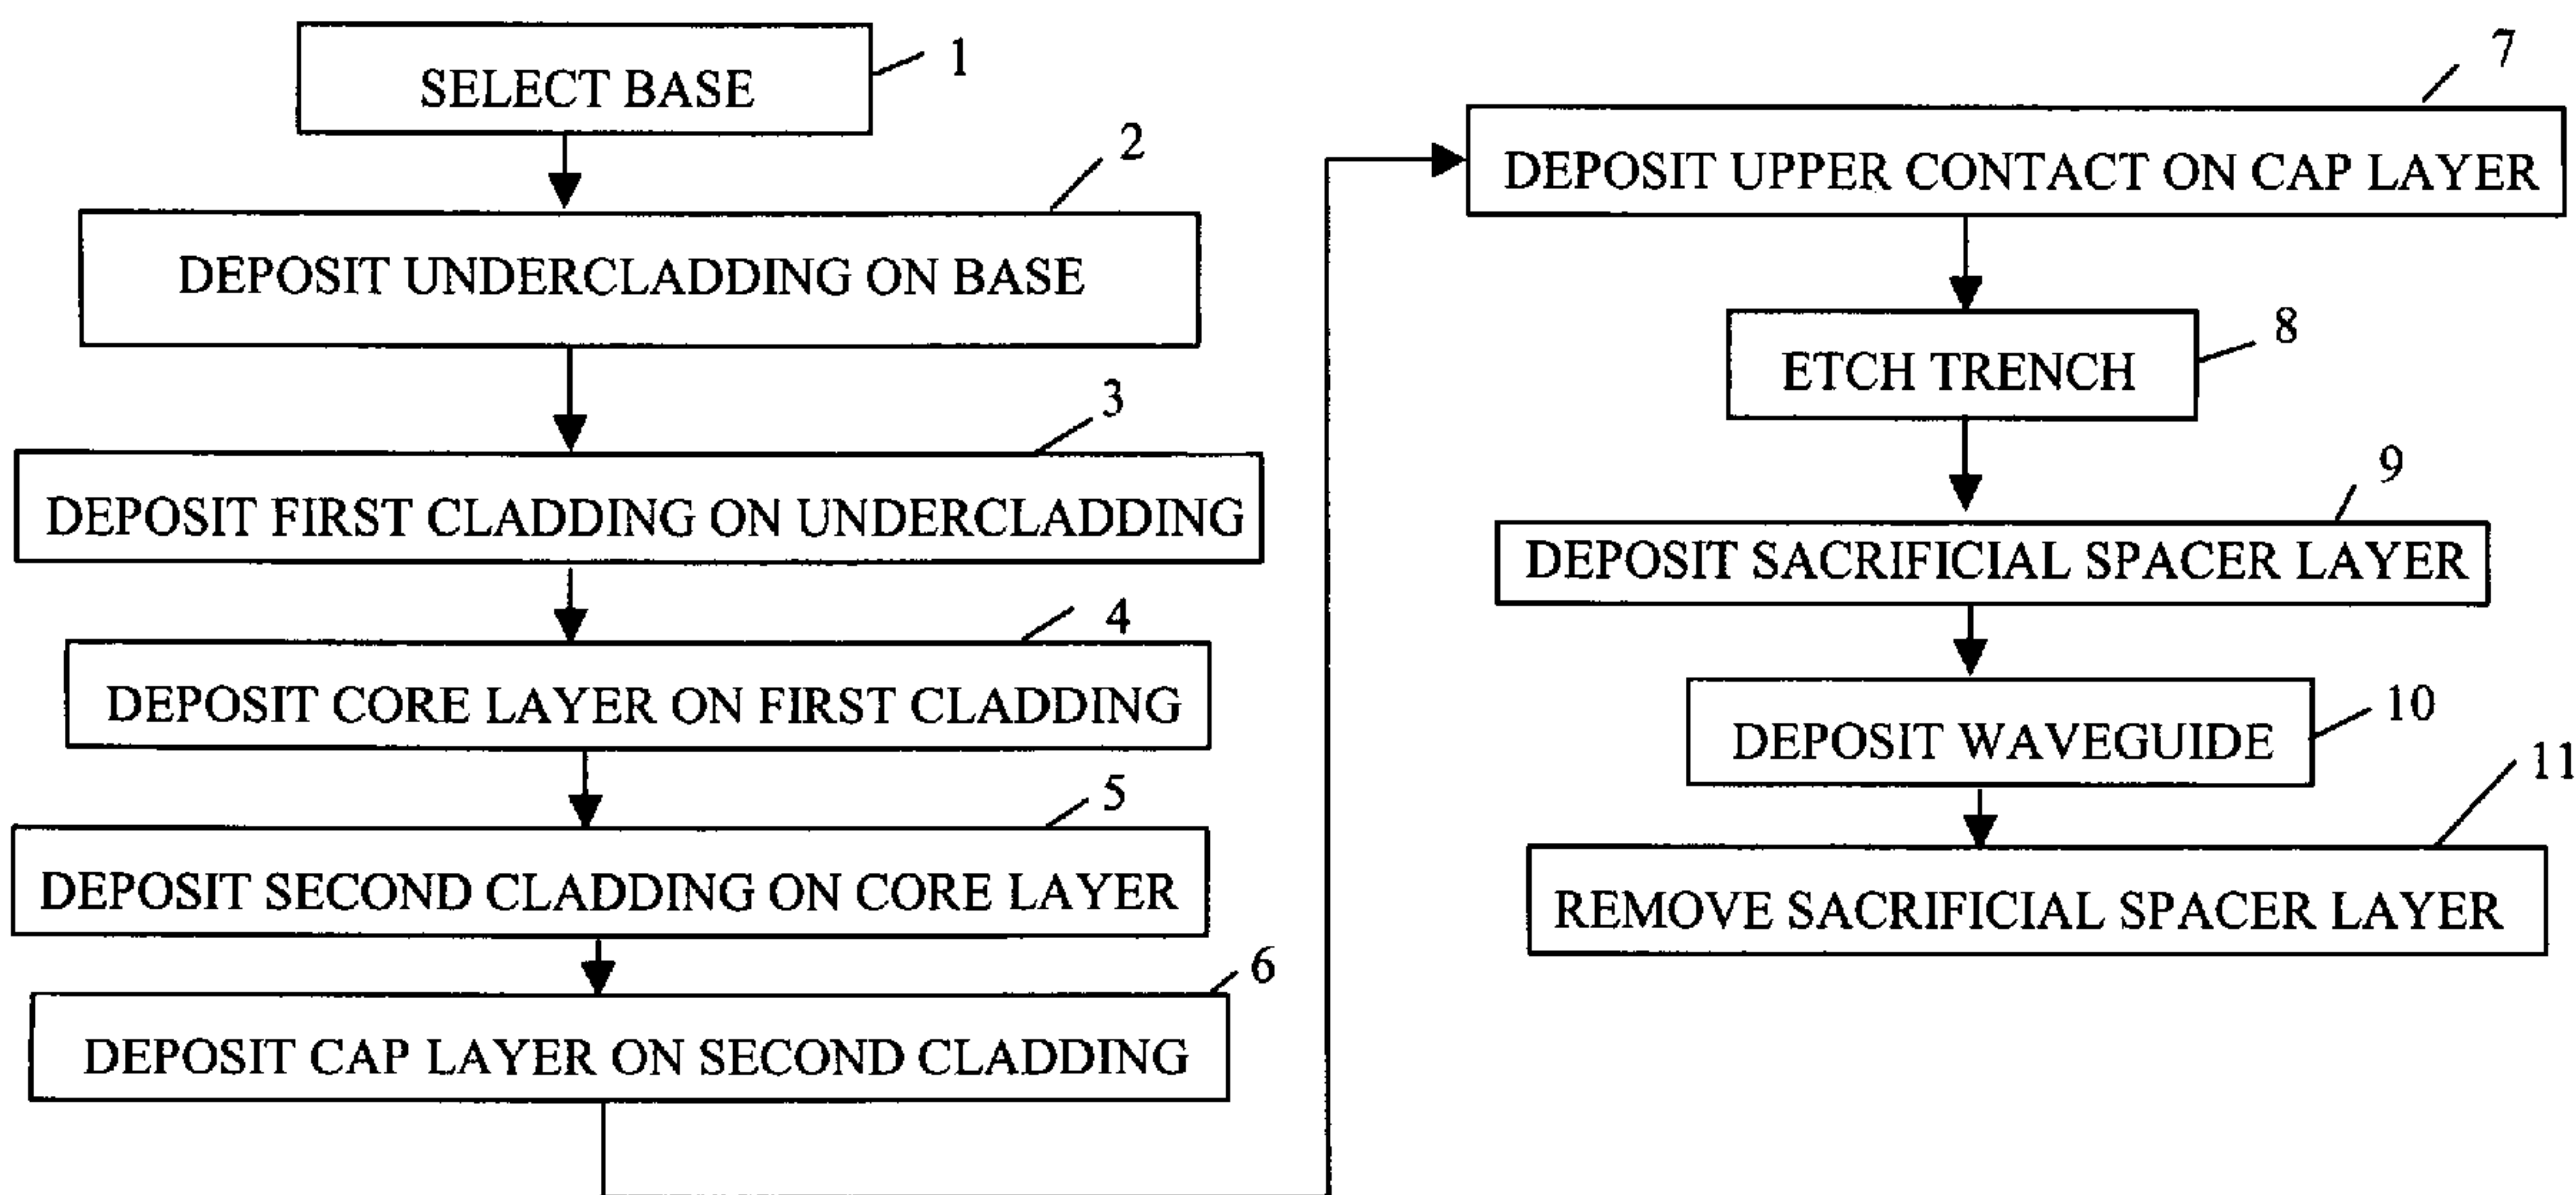 SELECT BASE
1
DEPOSIT UNDERCLADDING ON BASE
2
DEPOSIT FIRST CLADDING ON UNDERCLADDING
3
DEPOSIT CORE LAYER ON FIRST CLADDING
4
DEPOSIT SECOND CLADDING ON CORE LAYER
5
DEPOSIT CAP LAYER ON SECOND CLADDING
6
DEPOSIT UPPER CONTACT ON CAP LAYER
7
ETCH TRENCH
8
DEPOSIT SACRIFICIAL SPACER LAYER
9
DEPOSIT WAVEGUIDE
10
REMOVE SACRIFICIAL SPACER LAYER
11